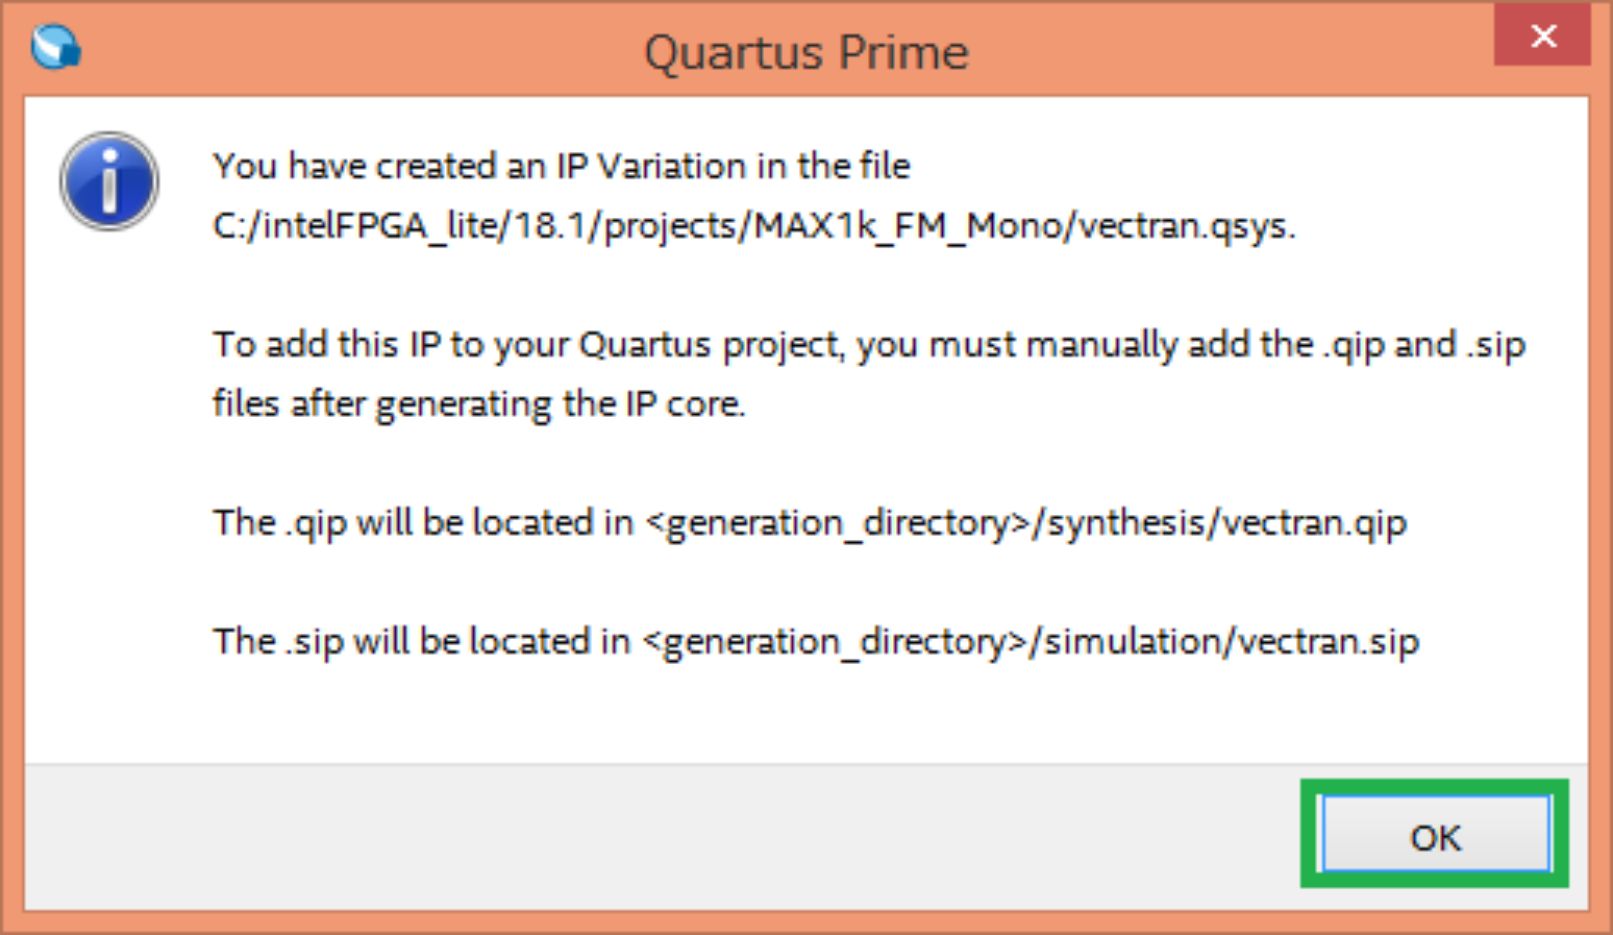 Quartus Prime
You have created an IP Variation in the file
C:/intelFPGA_lite/18.1/projects/MAX1k_FM_Mono/vectran.qsys.
To add this IP to your Quartus project, you must manually add the .qip and .sip
files after generating the IP core.
The .qip will be located in <generation_directory>/synthesis/vectran.qip
The .sip will be located in <generation_directory>/simulation/vectran.sip
OK